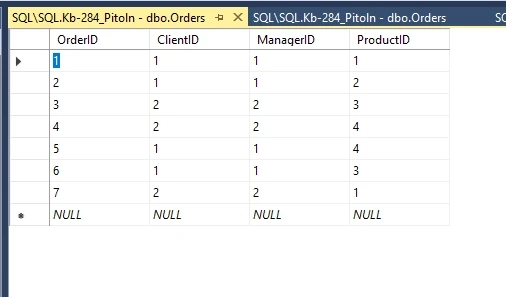 SQL\SQL.Kb-284_PitoIn - dbo.Orders SQL\SQL.Kb-284_PitoIn - dbo.Orders SQL\SQ
OrderID ClientID ManagerID ProductID
1 1 1 1
2 1 1 2
3 2 2 3
4 2 2 4
5 1 1 4
6 1 1 3
7 2 2 1
NULL NULL NULL NULL